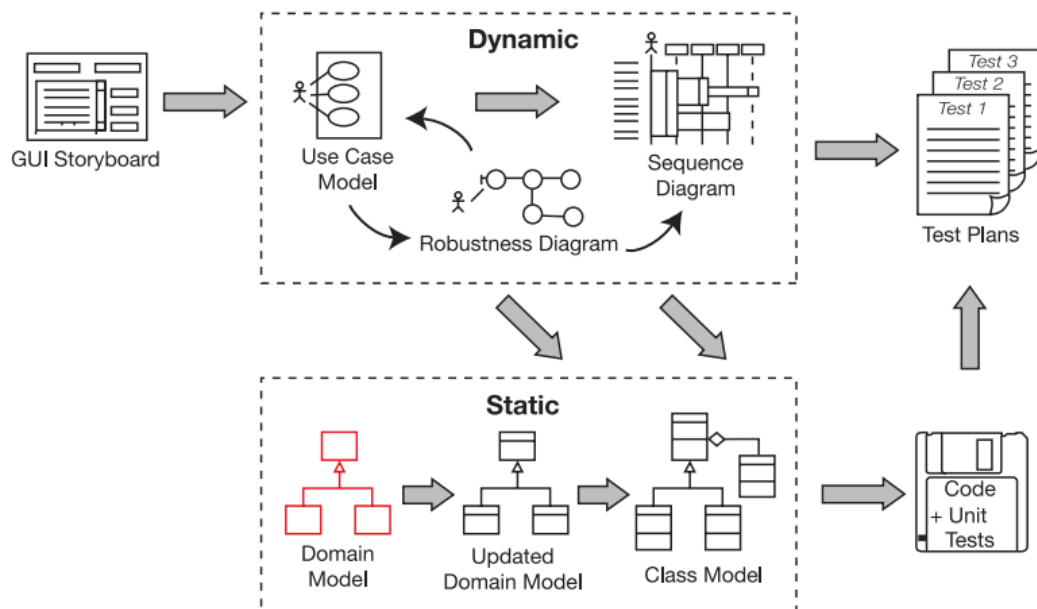 Dynamic
GUI Storyboard
Use Case
Model
Robustness Diagram
Sequence
Diagram
Test 3
Test 2
Test 1
Test Plans
Static
Domain
Model
Updated
Domain Model
Class Model
Code
+ Unit
Tests